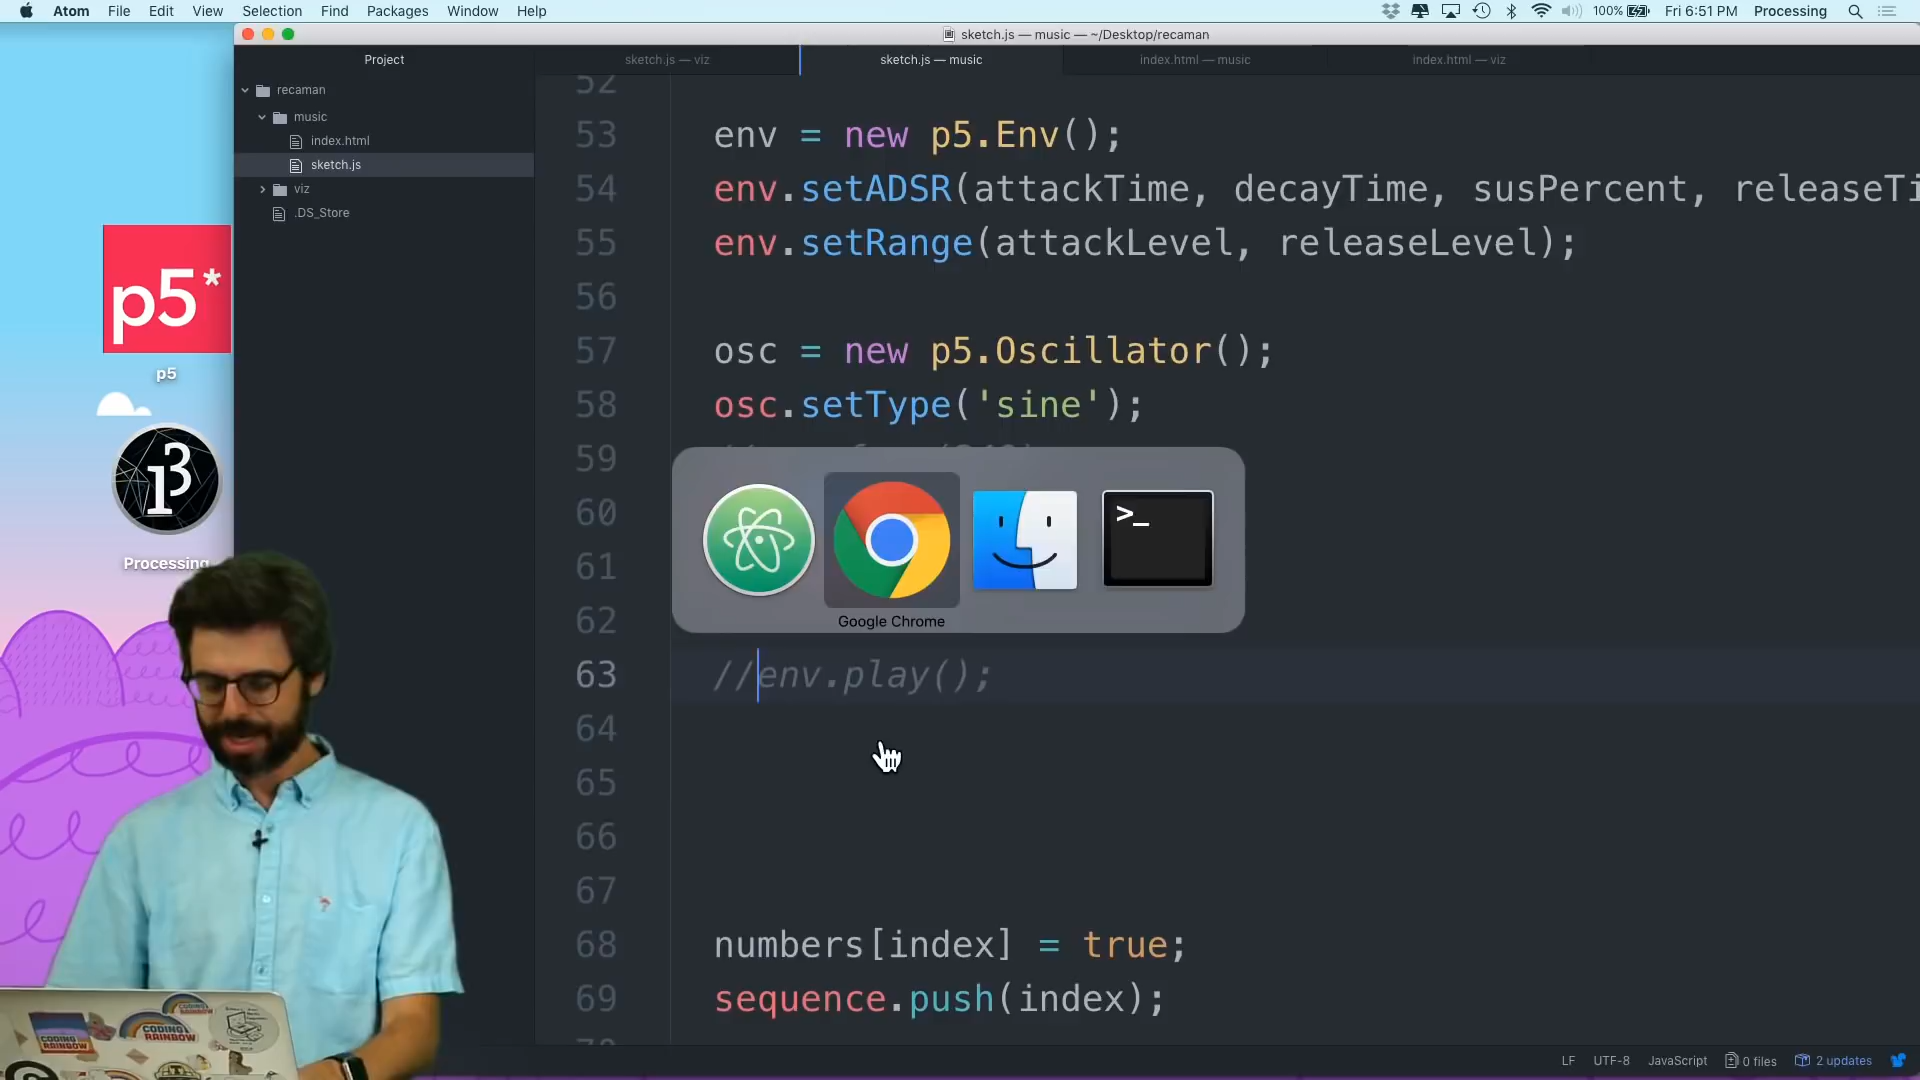 Atom File Edit View Selection Find Packages Window Help
100% Fri 6:51 PM Processing
sketch.js — music — ~/Desktop/recaman
Project
sketch.js — viz
sketch.js — music
index.html — music
index.html — viz
recaman
music
index.html
sketch.js
viz
.DS_Store
p5*
p5
Processing
52
53 env = new p5.Env();
54 env.setADSR(attackTime, decayTime, susPercent, releaseTi
55 env.setRange(attackLevel, releaseLevel);
56
57 osc = new p5.Oscillator();
58 osc.setType('sine');
59
60
61
62
63 //env.play();
64
65
66
67
68 numbers[index] = true;
69 sequence.push(index);
>_
Google Chrome
CODING
RAINBOW
CODING
RAINBOW
LF UTF-8 JavaScript 0 files 2 updates